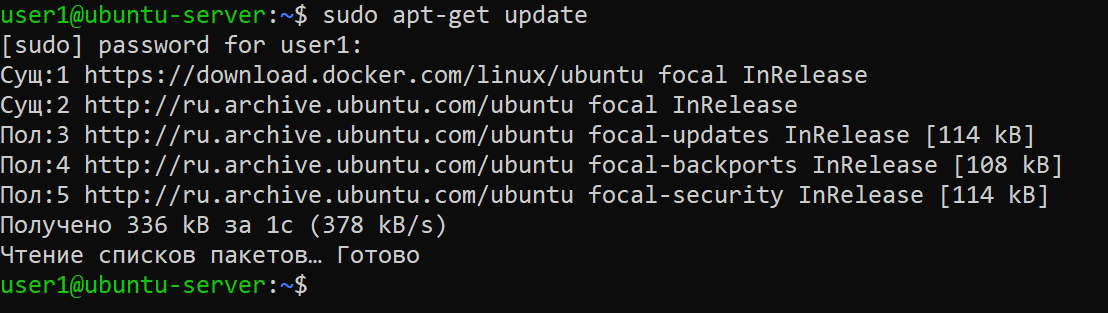 user1@ubuntu-server:~$ sudo apt-get update
[sudo] password for user1:
Сущ:1 https://download.docker.com/linux/ubuntu focal InRelease
Сущ:2 http://ru.archive.ubuntu.com/ubuntu focal InRelease
Пол:3 http://ru.archive.ubuntu.com/ubuntu focal-updates InRelease [114 kB]
Пол:4 http://ru.archive.ubuntu.com/ubuntu focal-backports InRelease [108 kB]
Пол:5 http://ru.archive.ubuntu.com/ubuntu focal-security InRelease [114 kB]
Получено 336 kB за 1с (378 kB/s)
Чтение списков пакетов… Готово
user1@ubuntu-server:~$